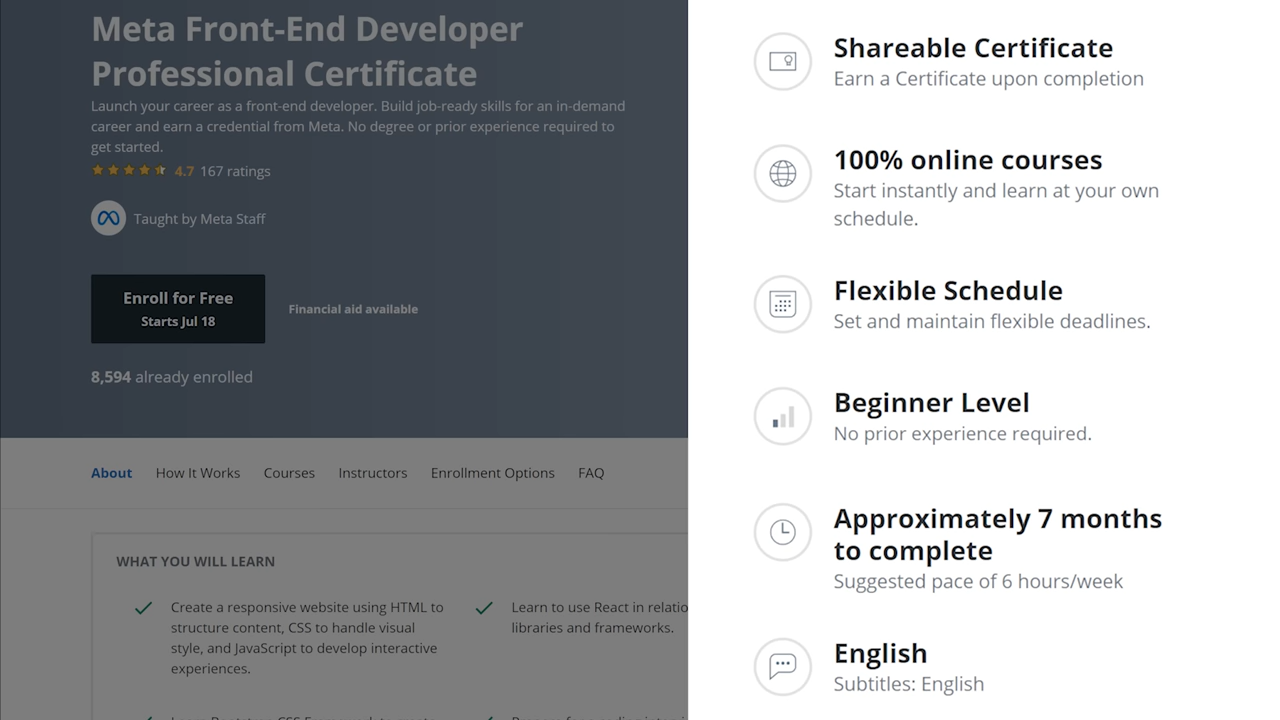 Meta Front-End Developer
Professional Certificate
Launch your career as a front-end developer. Build job-ready skills for an in-demand
career and earn a credential from Meta. No degree or prior experience required to
get started.
4.7 167 ratings
Taught by Meta Staff
Enroll for Free
Starts Jul 18
Financial aid available
8,594 already enrolled
About How It Works Courses Instructors Enrollment Options FAQ
WHAT YOU WILL LEARN
Create a responsive website using HTML to
structure content, CSS to handle visual
style, and JavaScript to develop interactive
experiences.
Learn to use React in
libraries and frameworks.
Shareable Certificate
Earn a Certificate upon completion
100% online courses
Start instantly and learn at your own
schedule.
Flexible Schedule
Set and maintain flexible deadlines.
Beginner Level
No prior experience required.
Approximately 7 months
to complete
Suggested pace of 6 hours/week
English
Subtitles: English